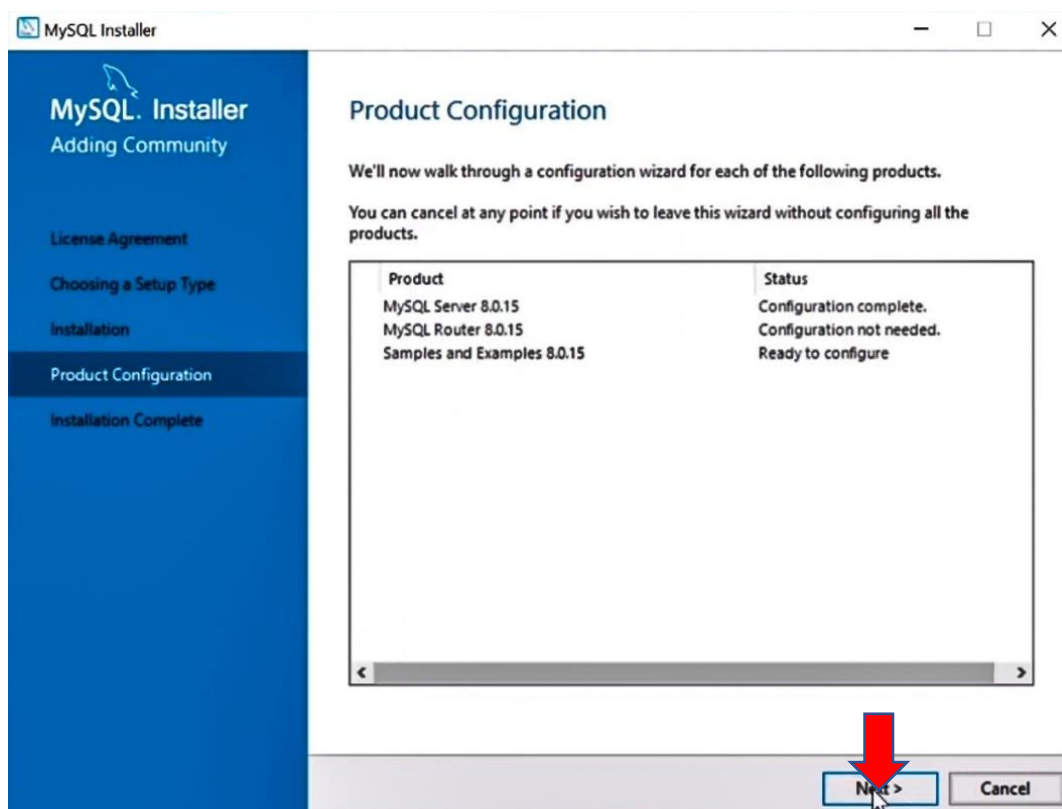 MySQL Installer
MySQL. Installer
Adding Community
License Agreement
Choosing a Setup Type
Installation
Product Configuration
Installation Complete
Product Configuration
We'll now walk through a configuration wizard for each of the following products.
You can cancel at any point if you wish to leave this wizard without configuring all the
products.
Product Status
MySQL Server 8.0.15 Configuration complete.
MySQL Router 8.0.15 Configuration not needed.
Samples and Examples 8.0.15 Ready to configure
Next > Cancel